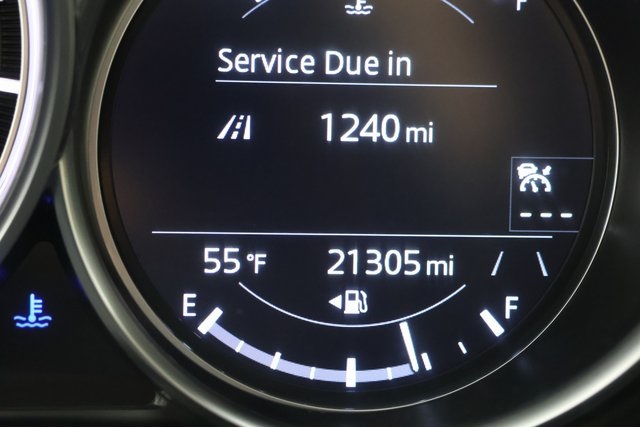 F
Service Due in
1240 mi
---
55 °F 21305 mi
E F